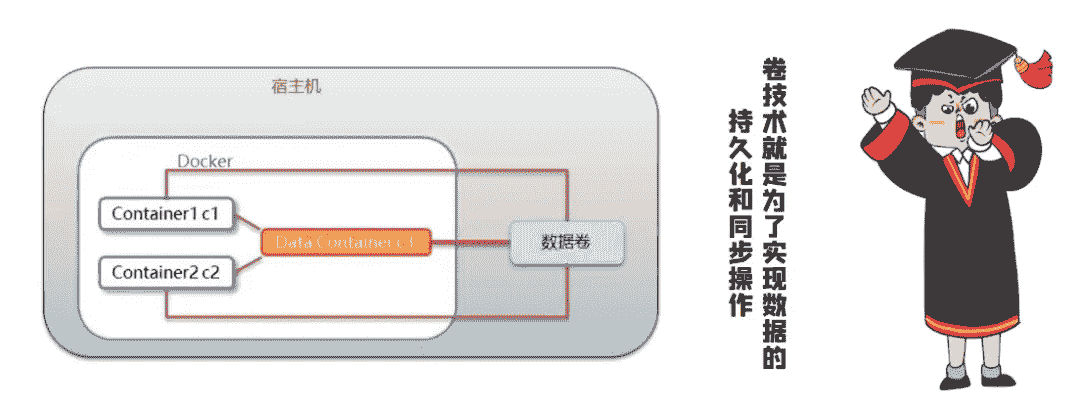 宿主机
Docker
Container1 c1
Data Container c3
数据卷
Container2 c2
卷技术就是为了实现数据的
持久化和同步操作